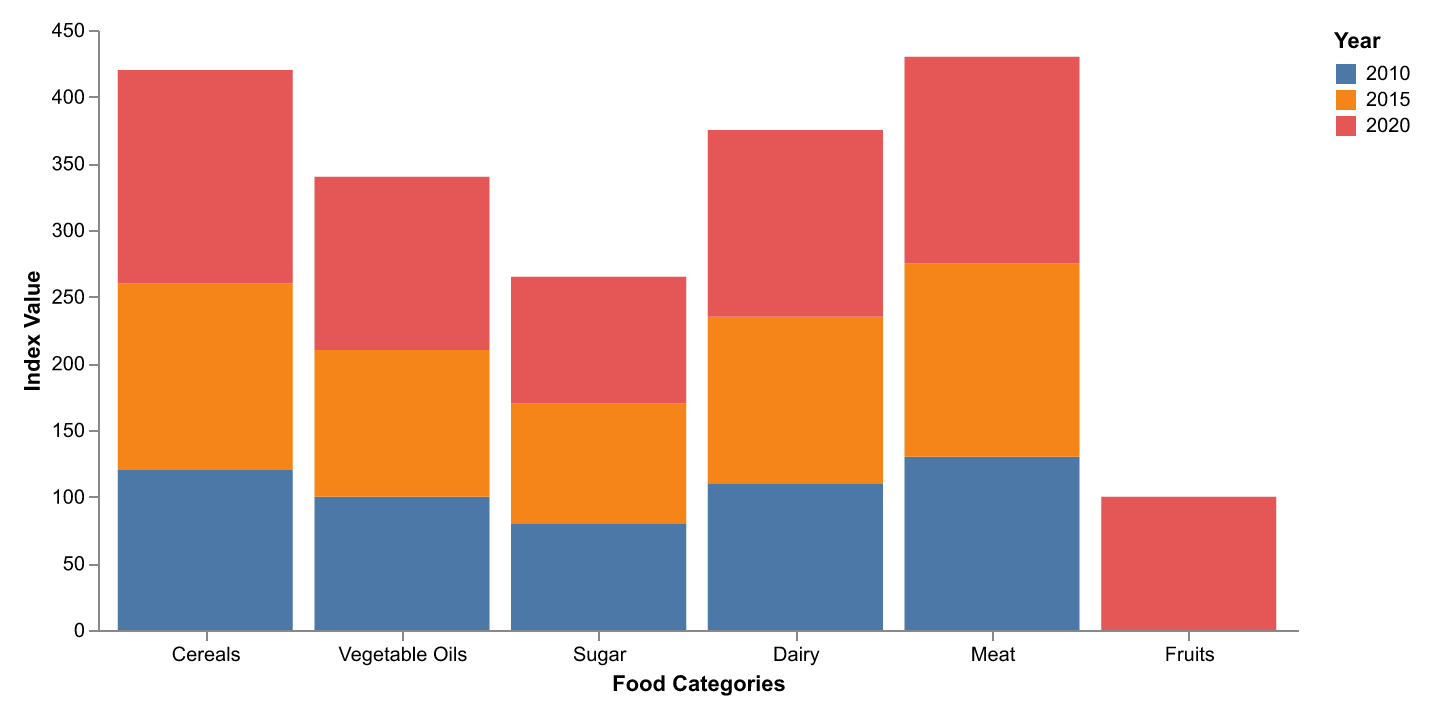 450
400
350
300
250
200
150
100
50
0
Index Value
Cereals
Vegetable Oils
Sugar
Dairy
Meat
Fruits
Food Categories
Year
2010
2015
2020